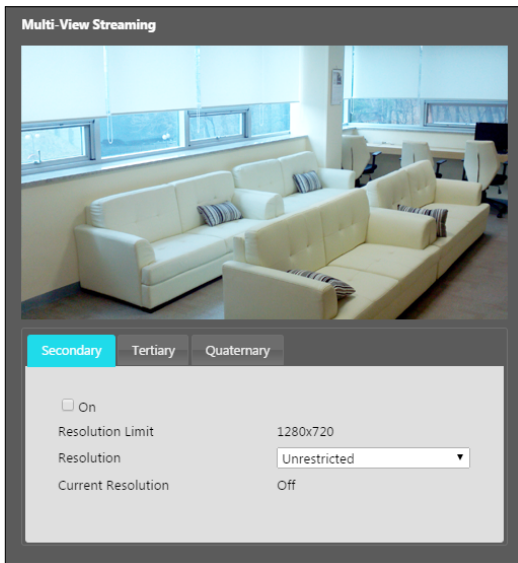 Multi-View Streaming
Secondary Tertiary Quaternary
On
Resolution Limit 1280x720
Resolution Unrestricted
Current Resolution Off